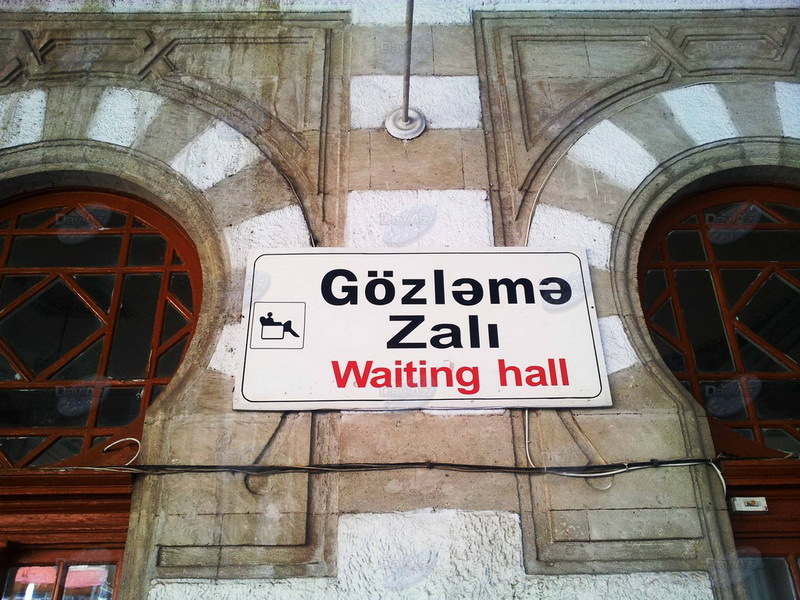 Gözləmə
Zalı
Waiting hall